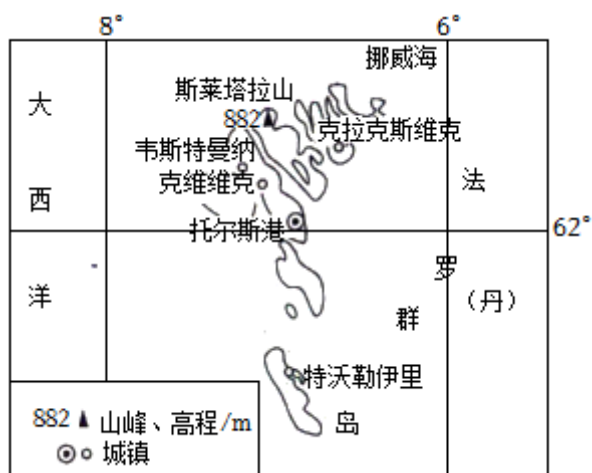 8° 6°
大西洋
挪威海
斯莱塔拉山
882
克拉克斯维克
韦斯特曼纳
克维维克
法罗群岛
(丹)
托尔斯港
62°
特沃勒伊里
882 山峰、高程/m
城镇